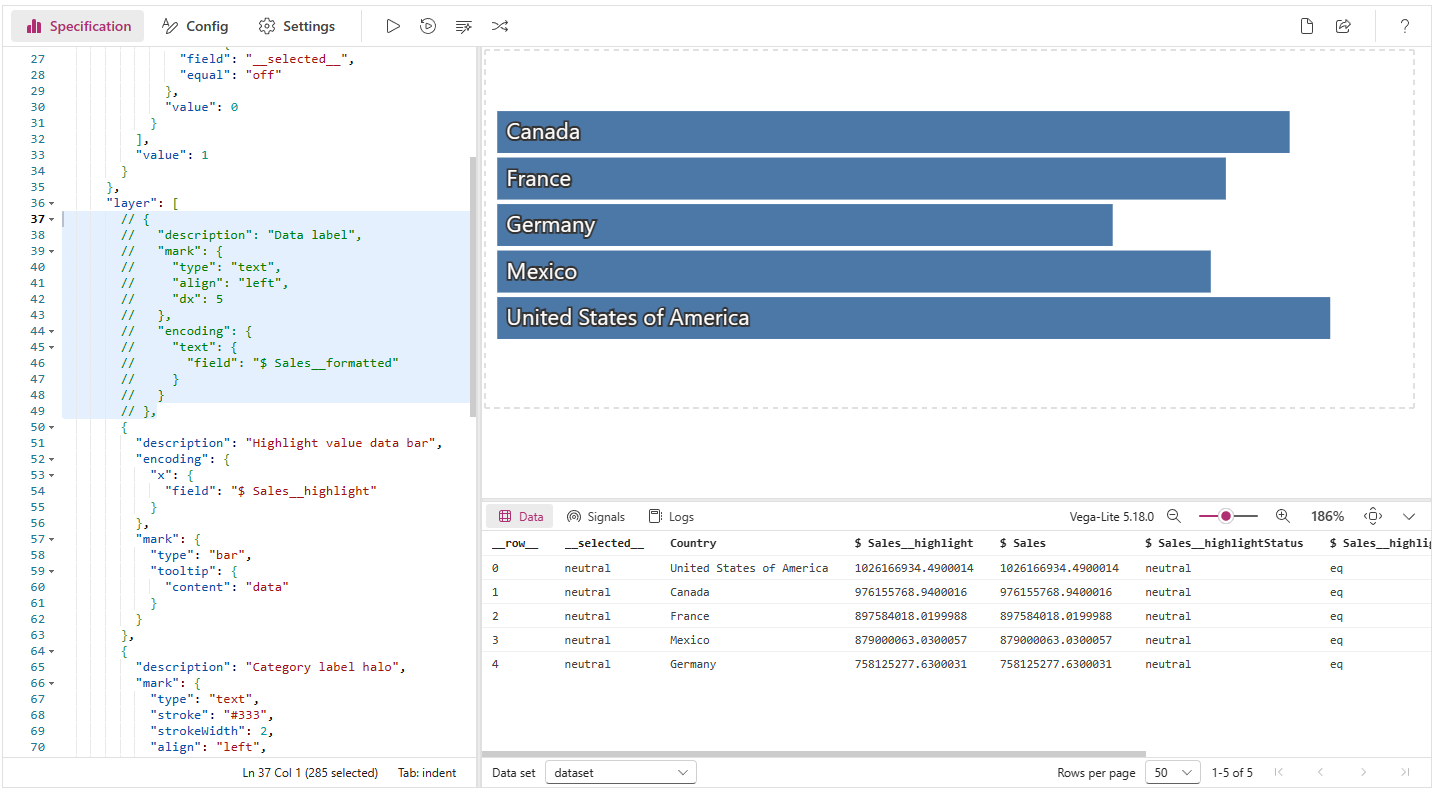 Specification Config Settings ?
27 "field": "__selected__",
28 "equal": "off"
29 },
30 "value": 0
31 }
32 ],
33 "value": 1
34 }
35 },
36 "layer": [
37 // {
38 //   "description": "Data label",
39 //   "mark": {
40 //     "type": "text",
41 //     "align": "left",
42 //     "dx": 5
43 //   },
44 //   "encoding": {
45 //     "text": {
46 //       "field": "$ Sales__formatted"
47 //     }
48 //   }
49 // },
50 {
51 "description": "Highlight value data bar",
52 "encoding": {
53 "x": {
54 "field": "$ Sales__highlight"
55 }
56 },
57 "mark": {
58 "type": "bar",
59 "tooltip": {
60 "content": "data"
61 }
62 }
63 },
64 {
65 "description": "Category label halo",
66 "mark": {
67 "type": "text",
68 "stroke": "#333",
69 "strokeWidth": 2,
70 "align": "left",
Ln 37 Col 1 (285 selected) Tab: indent
Canada
France
Germany
Mexico
United States of America
Data Signals Logs Vega-Lite 5.18.0 186%
__row__ __selected__ Country $ Sales__highlight $ Sales $ Sales__highlightStatus $ Sales__highlig
0 neutral United States of America 1026166934.4900014 1026166934.4900014 neutral eq
1 neutral Canada 976155768.9400016 976155768.9400016 neutral eq
2 neutral France 897584018.0199988 897584018.0199988 neutral eq
3 neutral Mexico 879000063.0300057 879000063.0300057 neutral eq
4 neutral Germany 758125277.6300031 758125277.6300031 neutral eq
Data set dataset Rows per page 50 1-5 of 5